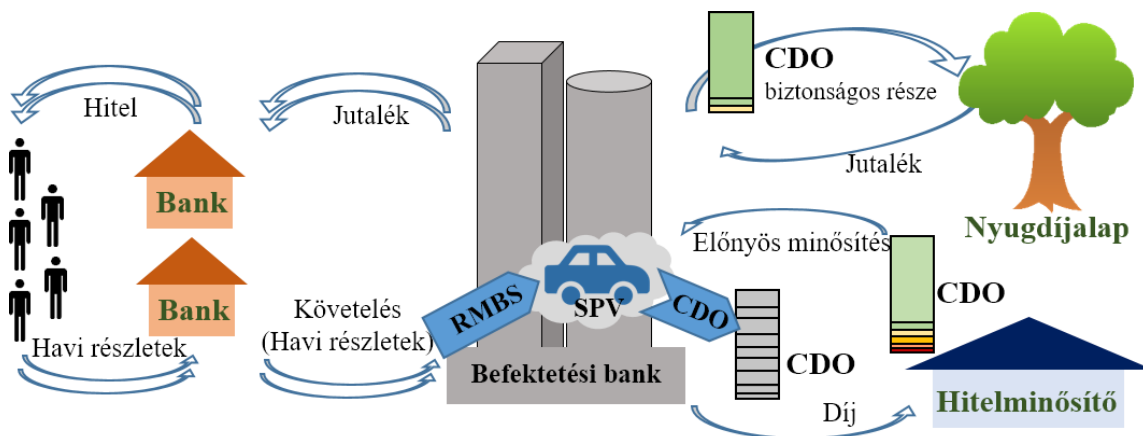 Hitel
Bank
Bank
Havi részletek
Jutalék
Követelés
(Havi részletek)
RMBS
SPV
CDO
Befektetési bank
CDO
biztonságos része
Jutalék
Nyugdíjalap
Előnyös minősítés
CDO
CDO
Díj
Hitelminősítő